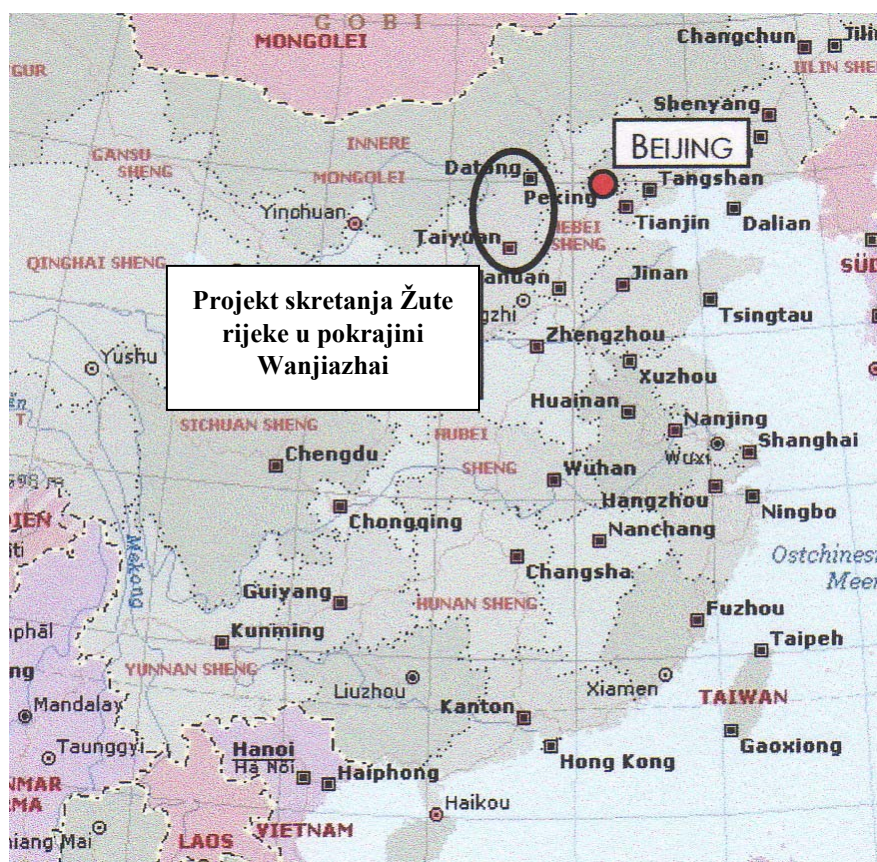 GOBI
MONGOLEI
Changchun
GUR
Shenyang
INNERE
BEIJING
GANSU
SHENG
MONGOLEI
Datong
Peking
Tangshan
Yinchuan
Tianjin
Dalian
HEBEI
SHENG
Taiyuan
QINGHAI SHENG
Jinan
Projekt skretanja Žute
rijeke u pokrajini
Wanjiazhai
Tsingtau
Zhengzhou
Yushu
Xuzhou
Huainan
SICHUAN SHENG
Nanjing
HUBEI
Wuxi
Shanghai
Chengdu
SHENG
Wuhan
Hangzhou
Ningbo
Chongqing
Nanchang
Mekong
Changsha
Guiyang
HUNAN SHENG
Fuzhou
Kunming
Taipeh
YUNNAN SHENG
Liuzhou
Xiamen
TAIWAN
Mandalay
Kanton
Gaoxiong
Taunggyi
Hanoi
Hà Nôi
Hong Kong
Haiphong
Haikou
LAOS
VIETNAM